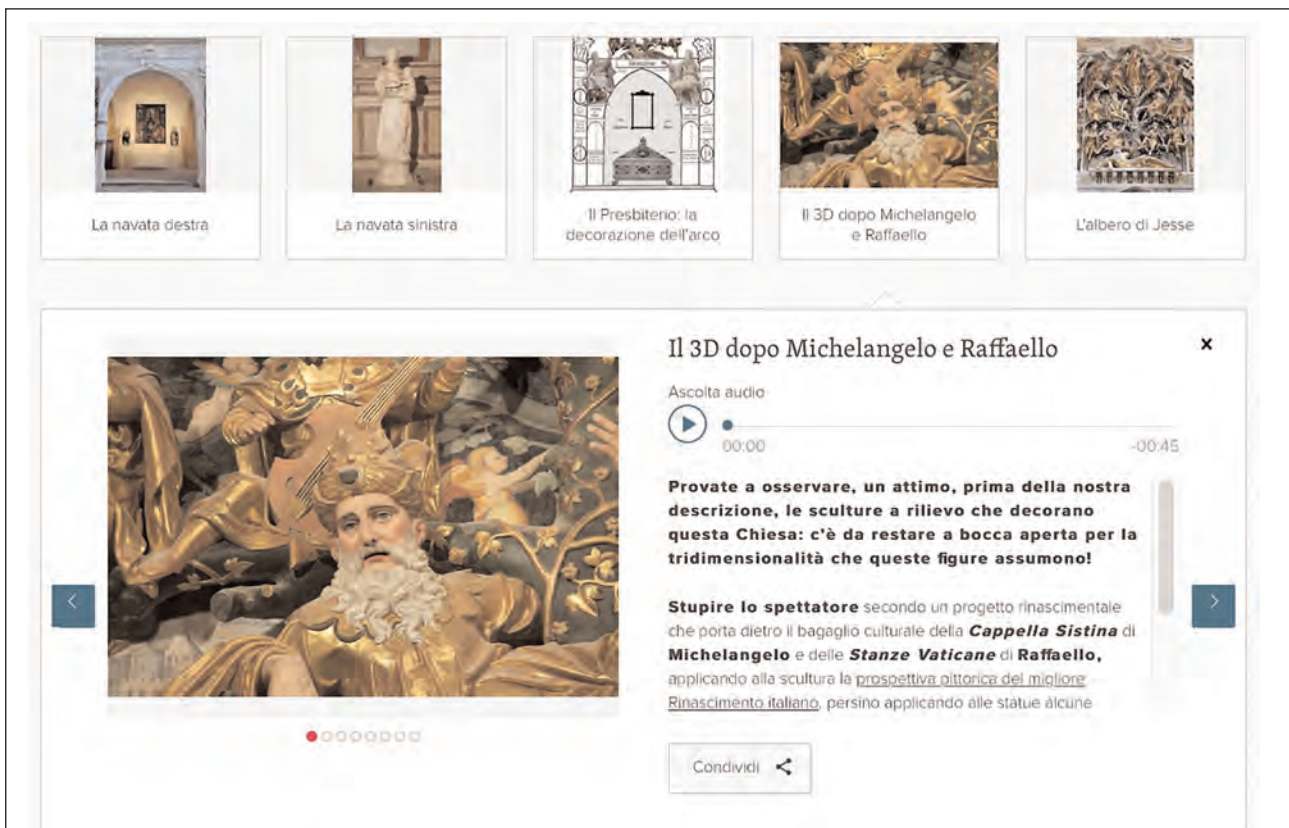 La navata destra
La navata sinistra
Il Presbiterio: la
decorazione dell'arco
Il 3D dopo Michelangelo
e Raffaello
L'albero di Jesse
Il 3D dopo Michelangelo e Raffaello
x
Ascolta audio
00:00
-00:45
Provate a osservare, un attimo, prima della nostra
descrizione, le sculture a rilievo che decorano
questa Chiesa: c'è da restare a bocca aperta per la
tridimensionalità che queste figure assumono!
Stupire lo spettatore secondo un progetto rinascimentale
che porta dietro il bagaglio culturale della Cappella Sistina di
Michelangelo e delle Stanze Vaticane di Raffaello,
applicando alla scultura la prospettiva pittorica del migliore
Rinascimento italiano, persino applicando alle statue alcune
Condividi